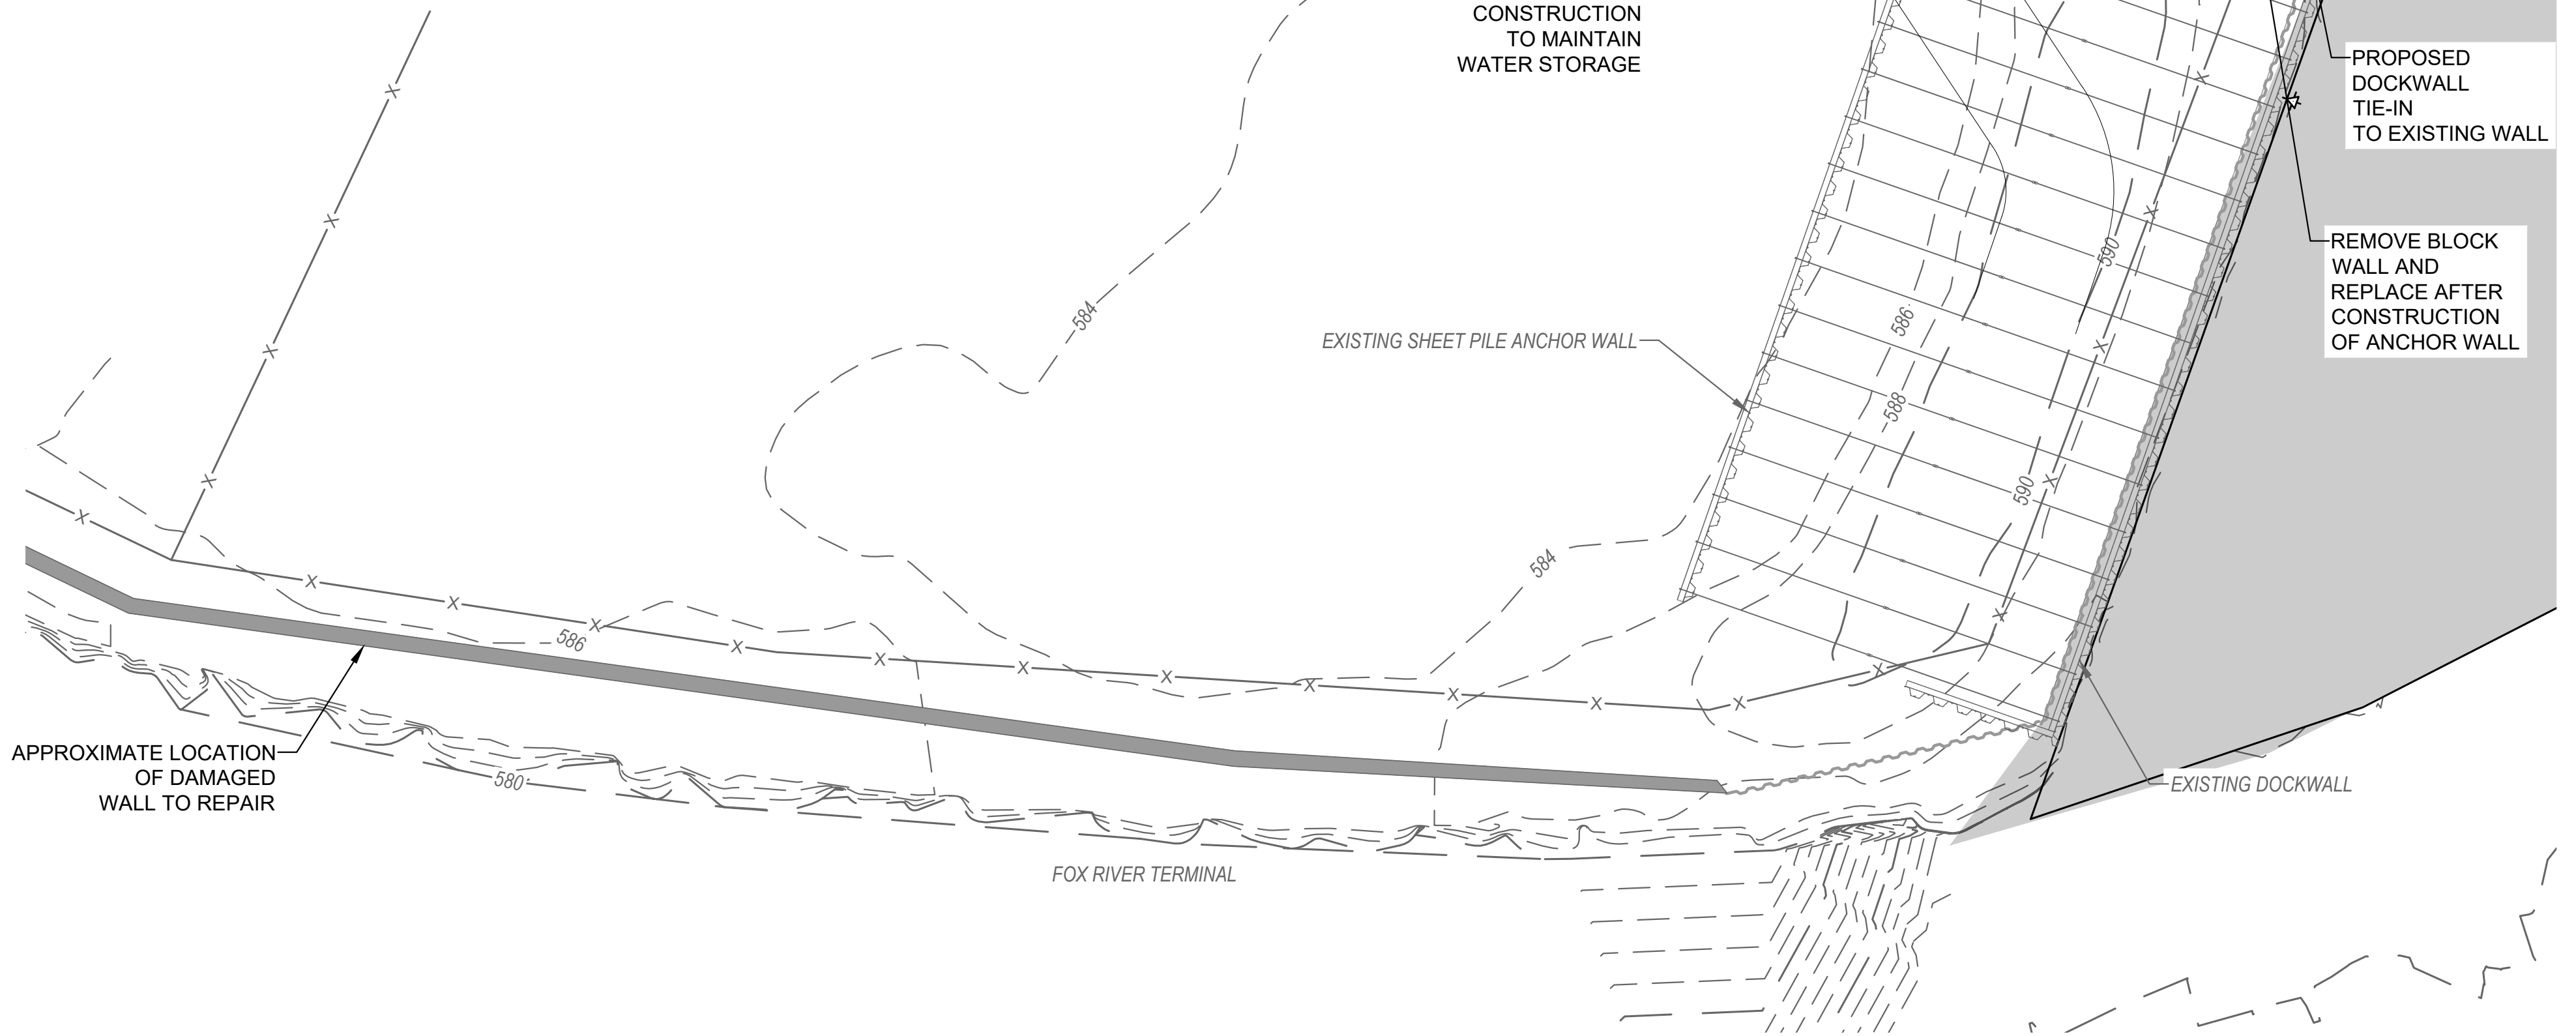 CONSTRUCTION
TO MAINTAIN
WATER STORAGE
PROPOSED
DOCKWALL
TIE-IN
TO EXISTING WALL
REMOVE BLOCK
WALL AND
REPLACE AFTER
CONSTRUCTION
OF ANCHOR WALL
590
584
586
EXISTING SHEET PILE ANCHOR WALL
588
590
584
586
APPROXIMATE LOCATION
OF DAMAGED
WALL TO REPAIR
580
EXISTING DOCKWALL
FOX RIVER TERMINAL